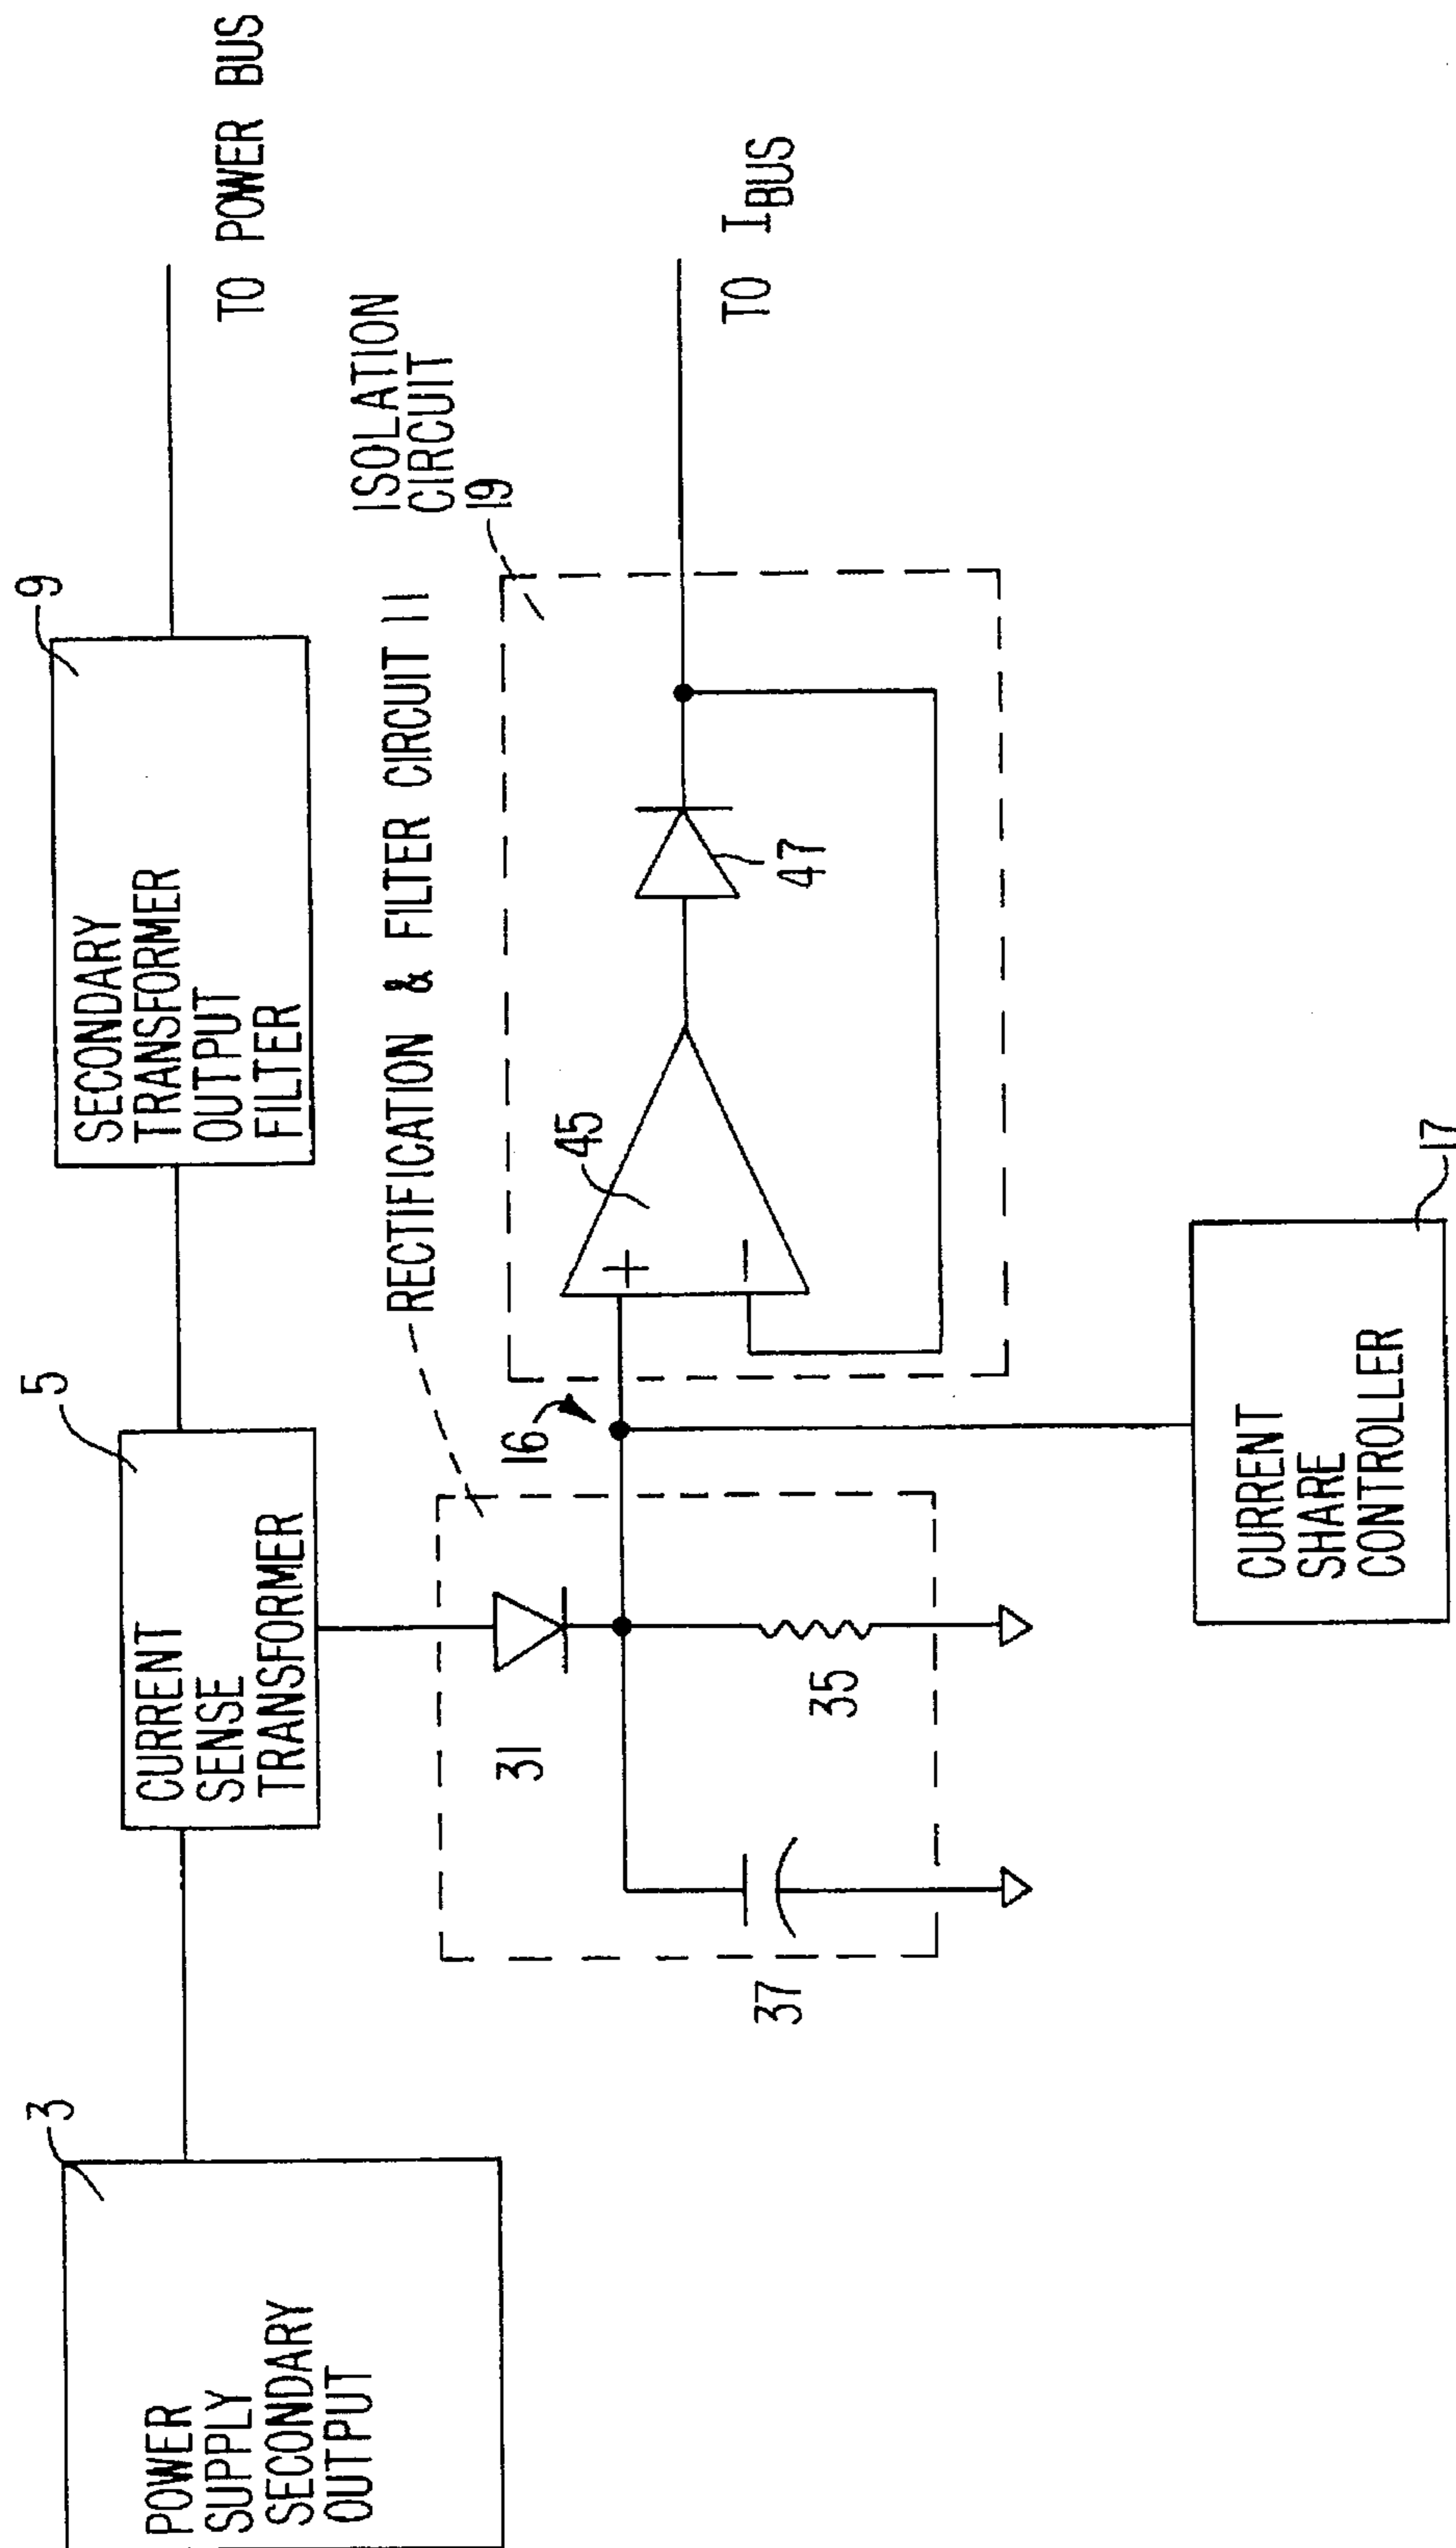 POWER
SUPPLY
SECONDARY
OUTPUT
3
CURRENT
SENSE
TRANSFORMER
5
SECONDARY
TRANSFORMER
OUTPUT
FILTER
9
TO POWER BUS
RECTIFICATION & FILTER CIRCUIT 11
31
35
37
16
ISOLATION
CIRCUIT
19
45
+
−
47
TO IBUS
CURRENT
SHARE
CONTROLLER
17